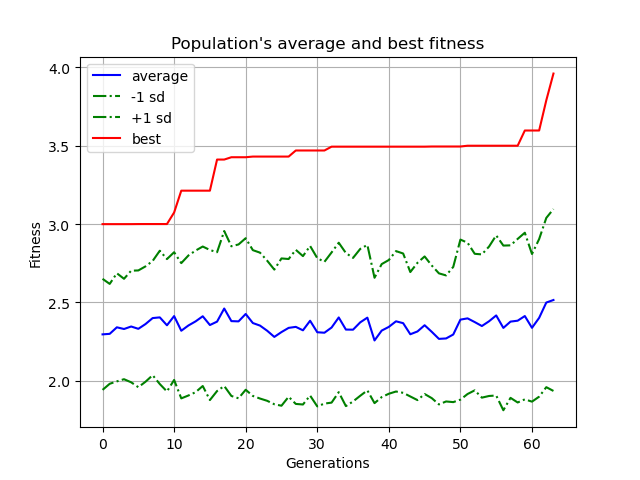 Population's average and best fitness
average
-1 sd
+1 sd
best
4.0
3.5
3.0
2.5
2.0
Fitness
0 10 20 30 40 50 60
Generations